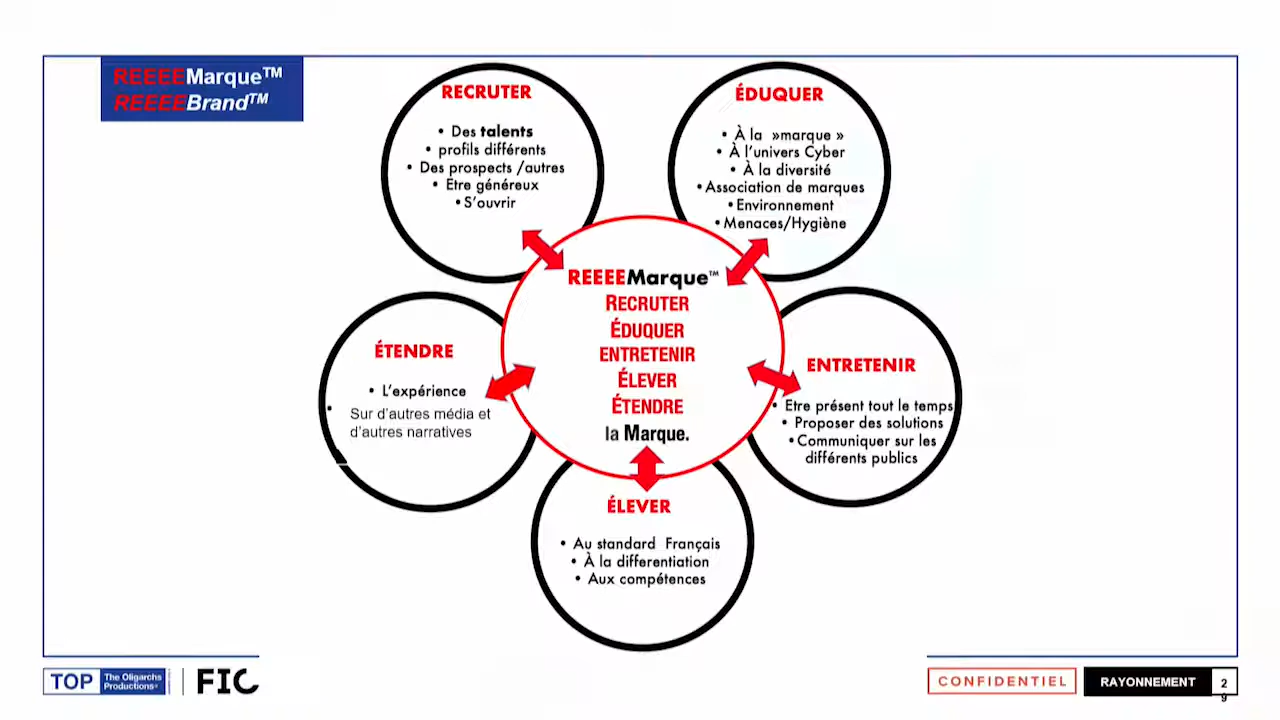 REEEEMarque™
REEEEBrand™
RECRUTER
• Des talents
• profils différents
• Des prospects /autres
• Etre généreux
• S'ouvrir
ÉDUQUER
• À la »marque »
• À l'univers Cyber
• À la diversité
• Association de marques
• Environnement
• Menaces/Hygiène
REEEEMarque™
RECRUTER
ÉDUQUER
ENTRETENIR
ÉLEVER
ÉTENDRE
la Marque.
ÉTENDRE
• L'expérience
• Sur d'autres média et
d'autres narratives
ENTRETENIR
• Etre présent tout le temps
• Proposer des solutions
• Communiquer sur les
différents publics
ÉLEVER
• Au standard Français
• À la differentiation
• Aux compétences
TOP The Oligarchs
Productions
FIC
CONFIDENTIEL
RAYONNEMENT
2
9